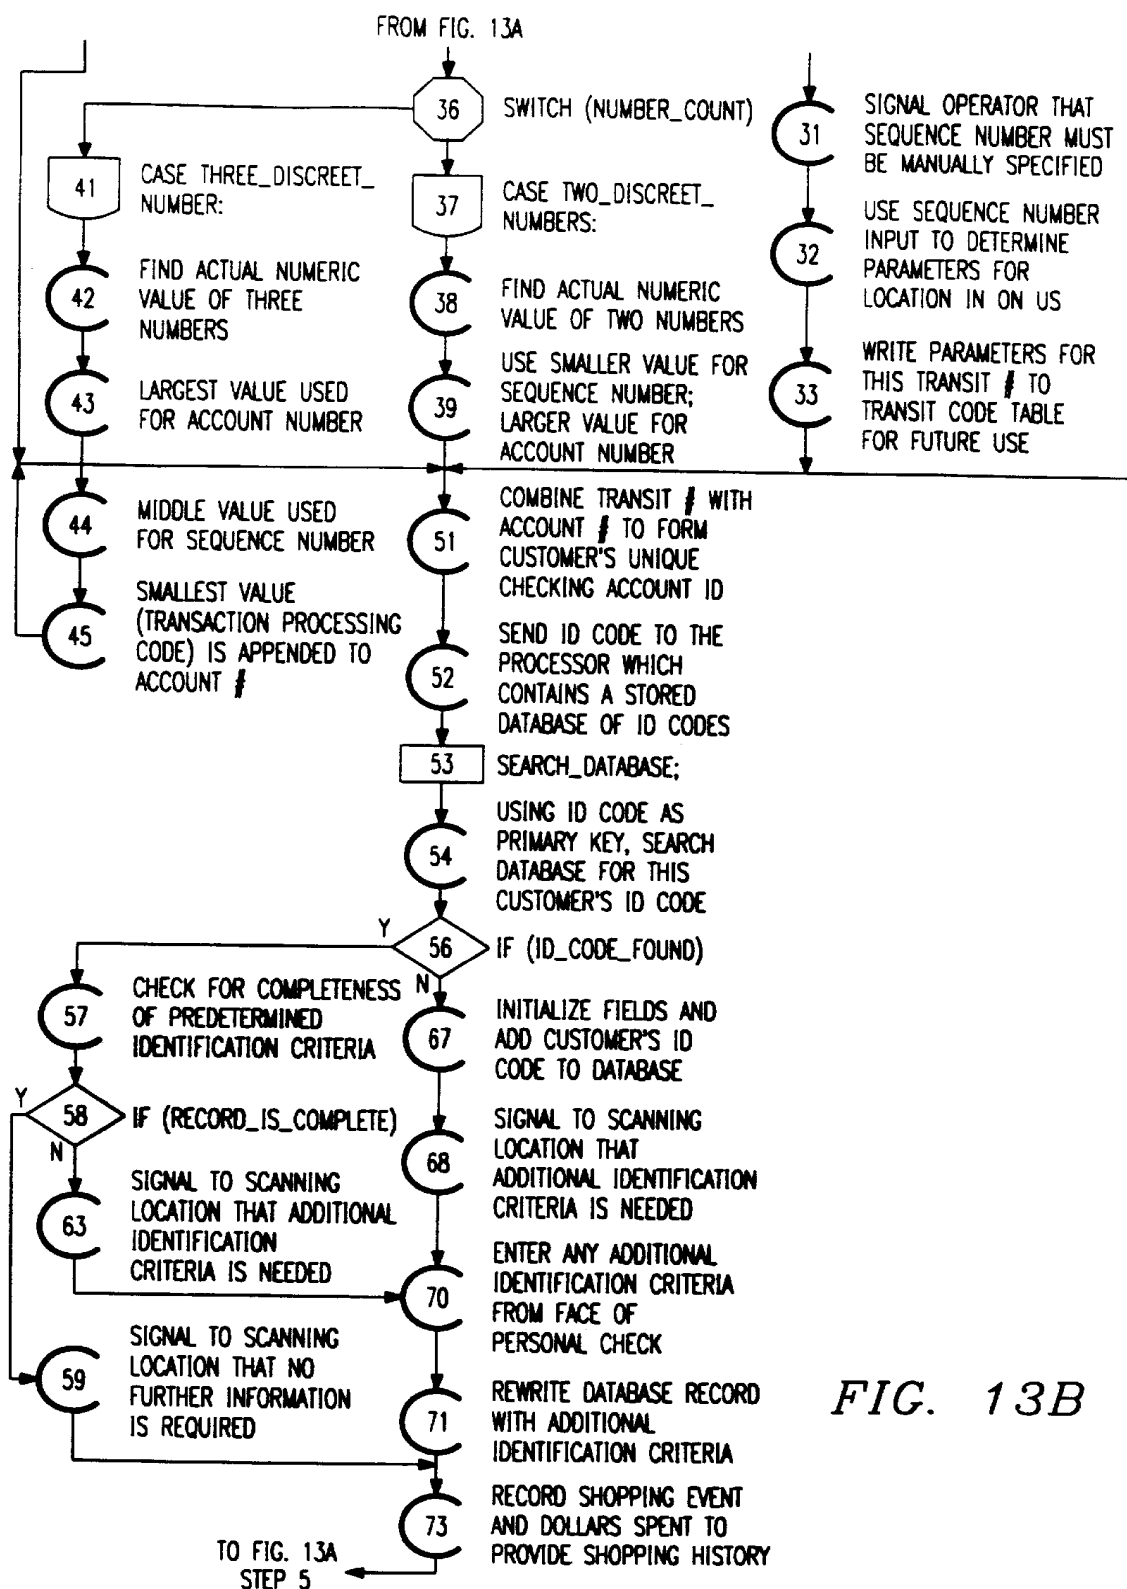 FROM FIG. 13A
36
SWITCH (NUMBER_COUNT)
41
CASE THREE_DISCREET_
NUMBER:
42
FIND ACTUAL NUMERIC
VALUE OF THREE
NUMBERS
43
LARGEST VALUE USED
FOR ACCOUNT NUMBER
44
MIDDLE VALUE USED
FOR SEQUENCE NUMBER
45
SMALLEST VALUE
(TRANSACTION PROCESSING
CODE) IS APPENDED TO
ACCOUNT #
37
CASE TWO_DISCREET_
NUMBERS:
38
FIND ACTUAL NUMERIC
VALUE OF TWO NUMBERS
39
USE SMALLER VALUE FOR
SEQUENCE NUMBER;
LARGER VALUE FOR
ACCOUNT NUMBER
31
SIGNAL OPERATOR THAT
SEQUENCE NUMBER MUST
BE MANUALLY SPECIFIED
32
USE SEQUENCE NUMBER
INPUT TO DETERMINE
PARAMETERS FOR
LOCATION IN ON US
33
WRITE PARAMETERS FOR
THIS TRANSIT # TO
TRANSIT CODE TABLE
FOR FUTURE USE
51
COMBINE TRANSIT # WITH
ACCOUNT # TO FORM
CUSTOMER'S UNIQUE
CHECKING ACCOUNT ID
52
SEND ID CODE TO THE
PROCESSOR WHICH
CONTAINS A STORED
DATABASE OF ID CODES
53
SEARCH_DATABASE;
54
USING ID CODE AS
PRIMARY KEY, SEARCH
DATABASE FOR THIS
CUSTOMER'S ID CODE
Y
56
IF (ID_CODE_FOUND)
N
57
CHECK FOR COMPLETENESS
OF PREDETERMINED
IDENTIFICATION CRITERIA
Y
58
IF (RECORD_IS_COMPLETE)
N
63
SIGNAL TO SCANNING
LOCATION THAT ADDITIONAL
IDENTIFICATION
CRITERIA IS NEEDED
59
SIGNAL TO SCANNING
LOCATION THAT NO
FURTHER INFORMATION
IS REQUIRED
67
INITIALIZE FIELDS AND
ADD CUSTOMER'S ID
CODE TO DATABASE
68
SIGNAL TO SCANNING
LOCATION THAT
ADDITIONAL IDENTIFICATION
CRITERIA IS NEEDED
70
ENTER ANY ADDITIONAL
IDENTIFICATION CRITERIA
FROM FACE OF
PERSONAL CHECK
71
REWRITE DATABASE RECORD
WITH ADDITIONAL
IDENTIFICATION CRITERIA
73
RECORD SHOPPING EVENT
AND DOLLARS SPENT TO
PROVIDE SHOPPING HISTORY
TO FIG. 13A
STEP 5
FIG. 13B